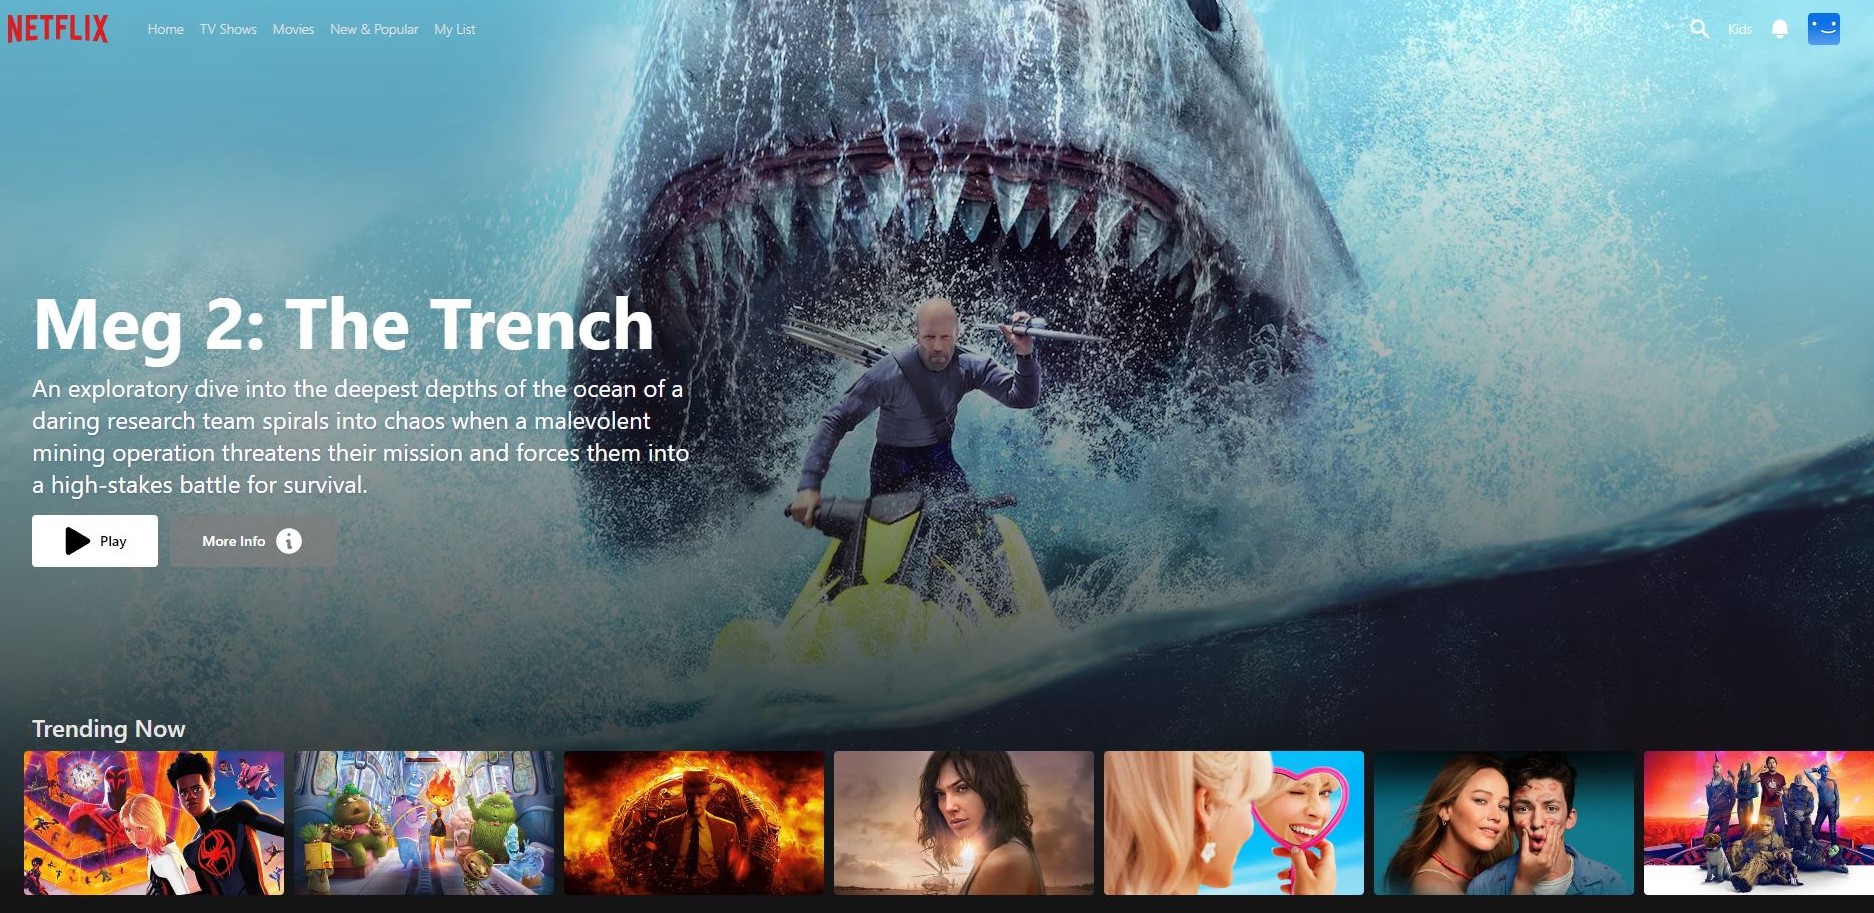 NETFLIX
Home TV Shows Movies New & Popular My List
Kids
Meg 2: The Trench
An exploratory dive into the deepest depths of the ocean of a
daring research team spirals into chaos when a malevolent
mining operation threatens their mission and forces them into
a high-stakes battle for survival.
Play
More Info
Trending Now